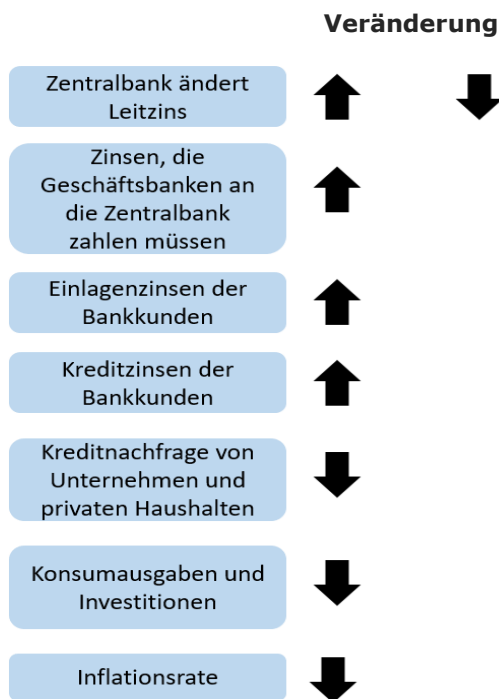 Veränderung
Zentralbank ändert
Leitzins
Zinsen, die
Geschäftsbanken an
die Zentralbank
zahlen müssen
Einlagenzinsen der
Bankkunden
Kreditzinsen der
Bankkunden
Kreditnachfrage von
Unternehmen und
privaten Haushalten
Konsumausgaben und
Investitionen
Inflationsrate